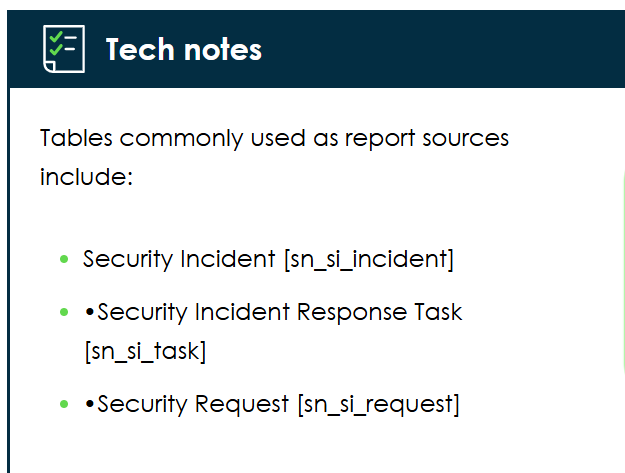 Tech notes
Tables commonly used as report sources
include:
• Security Incident [sn_si_incident]
• •Security Incident Response Task
[sn_si_task]
• •Security Request [sn_si_request]